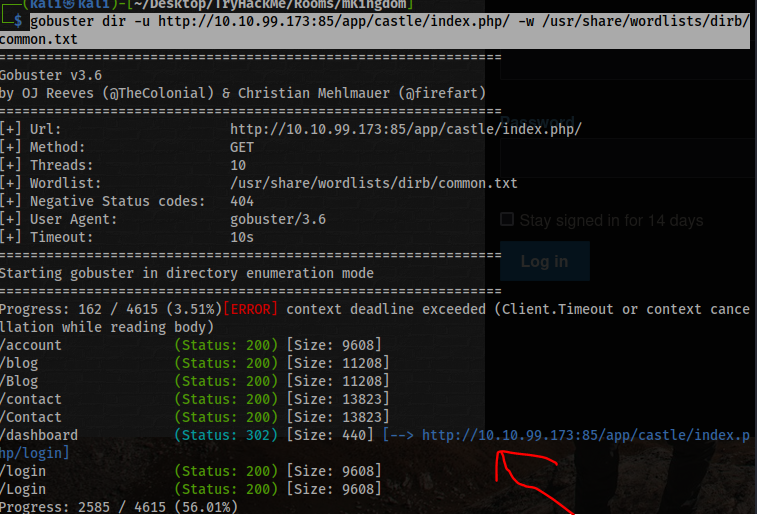 (kali㉿kali)-[~/Desktop/TryHackMe/Rooms/mKingdom]
$ gobuster dir -u http://10.10.99.173:85/app/castle/index.php/ -w /usr/share/wordlists/dirb/
common.txt
===============================================================
Gobuster v3.6
by OJ Reeves (@TheColonial) & Christian Mehlmauer (@firefart)
===============================================================
[+] Url:                     http://10.10.99.173:85/app/castle/index.php/
[+] Method:                  GET
[+] Threads:                 10
[+] Wordlist:                /usr/share/wordlists/dirb/common.txt
[+] Negative Status codes:   404
[+] User Agent:              gobuster/3.6
[+] Timeout:                 10s
===============================================================
Starting gobuster in directory enumeration mode
===============================================================
Progress: 162 / 4615 (3.51%)[ERROR] context deadline exceeded (Client.Timeout or context cance
llation while reading body)
/account              (Status: 200) [Size: 9608]
/blog                 (Status: 200) [Size: 11208]
/Blog                 (Status: 200) [Size: 11208]
/contact              (Status: 200) [Size: 13823]
/Contact              (Status: 200) [Size: 13823]
/dashboard            (Status: 302) [Size: 440] [--> http://10.10.99.173:85/app/castle/index.p
hp/login]
/login                (Status: 200) [Size: 9608]
/Login                (Status: 200) [Size: 9608]
Progress: 2585 / 4615 (56.01%)
Password
Stay signed in for 14 days
Log in